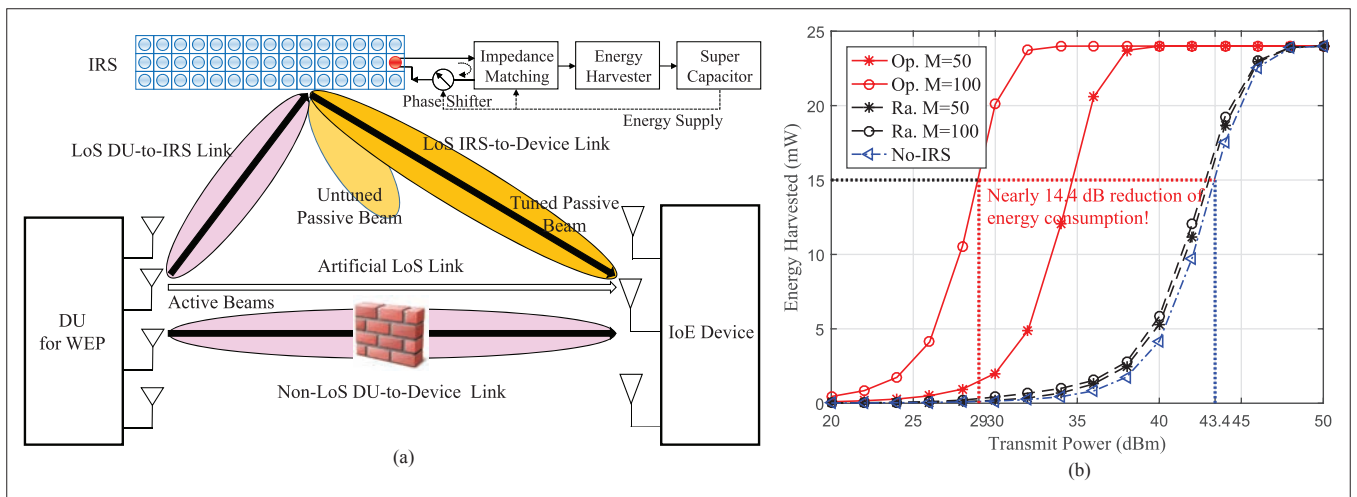 IRS
Impedance
Matching
Energy
Harvester
Super
Capacitor
Phase Shifter
Energy Supply
LoS DU-to-IRS Link
LoS IRS-to-Device Link
Untuned
Passive Beam
Tuned Passive
Beam
Artificial LoS Link
Active Beams
DU
for WEP
IoE Device
Non-LoS DU-to-Device Link
(a)
Energy Harvested (mW)
25
20
15
10
5
0
Op. M=50
Op. M=100
Ra. M=50
Ra. M=100
No-IRS
Nearly 14.4 dB reduction of
energy consumption!
20 25 2930 35 40 43.445 50
Transmit Power (dBm)
(b)